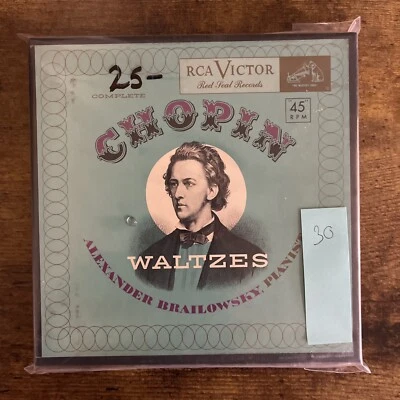 25-
RCA VICTOR
Red Seal Records
COMPLETE
45
RPM
CHOPIN
30
WALTZES
ALEXANDER BRAILOWSKY, PIANIST